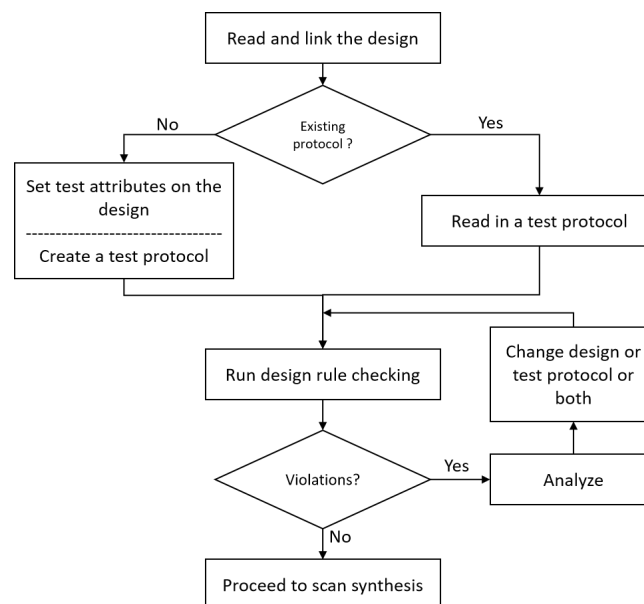 Read and link the design
No
Existing
protocol ?
Yes
Set test attributes on the
design
Create a test protocol
Read in a test protocol
Run design rule checking
Change design or
test protocol or
both
Violations?
Yes
Analyze
No
Proceed to scan synthesis